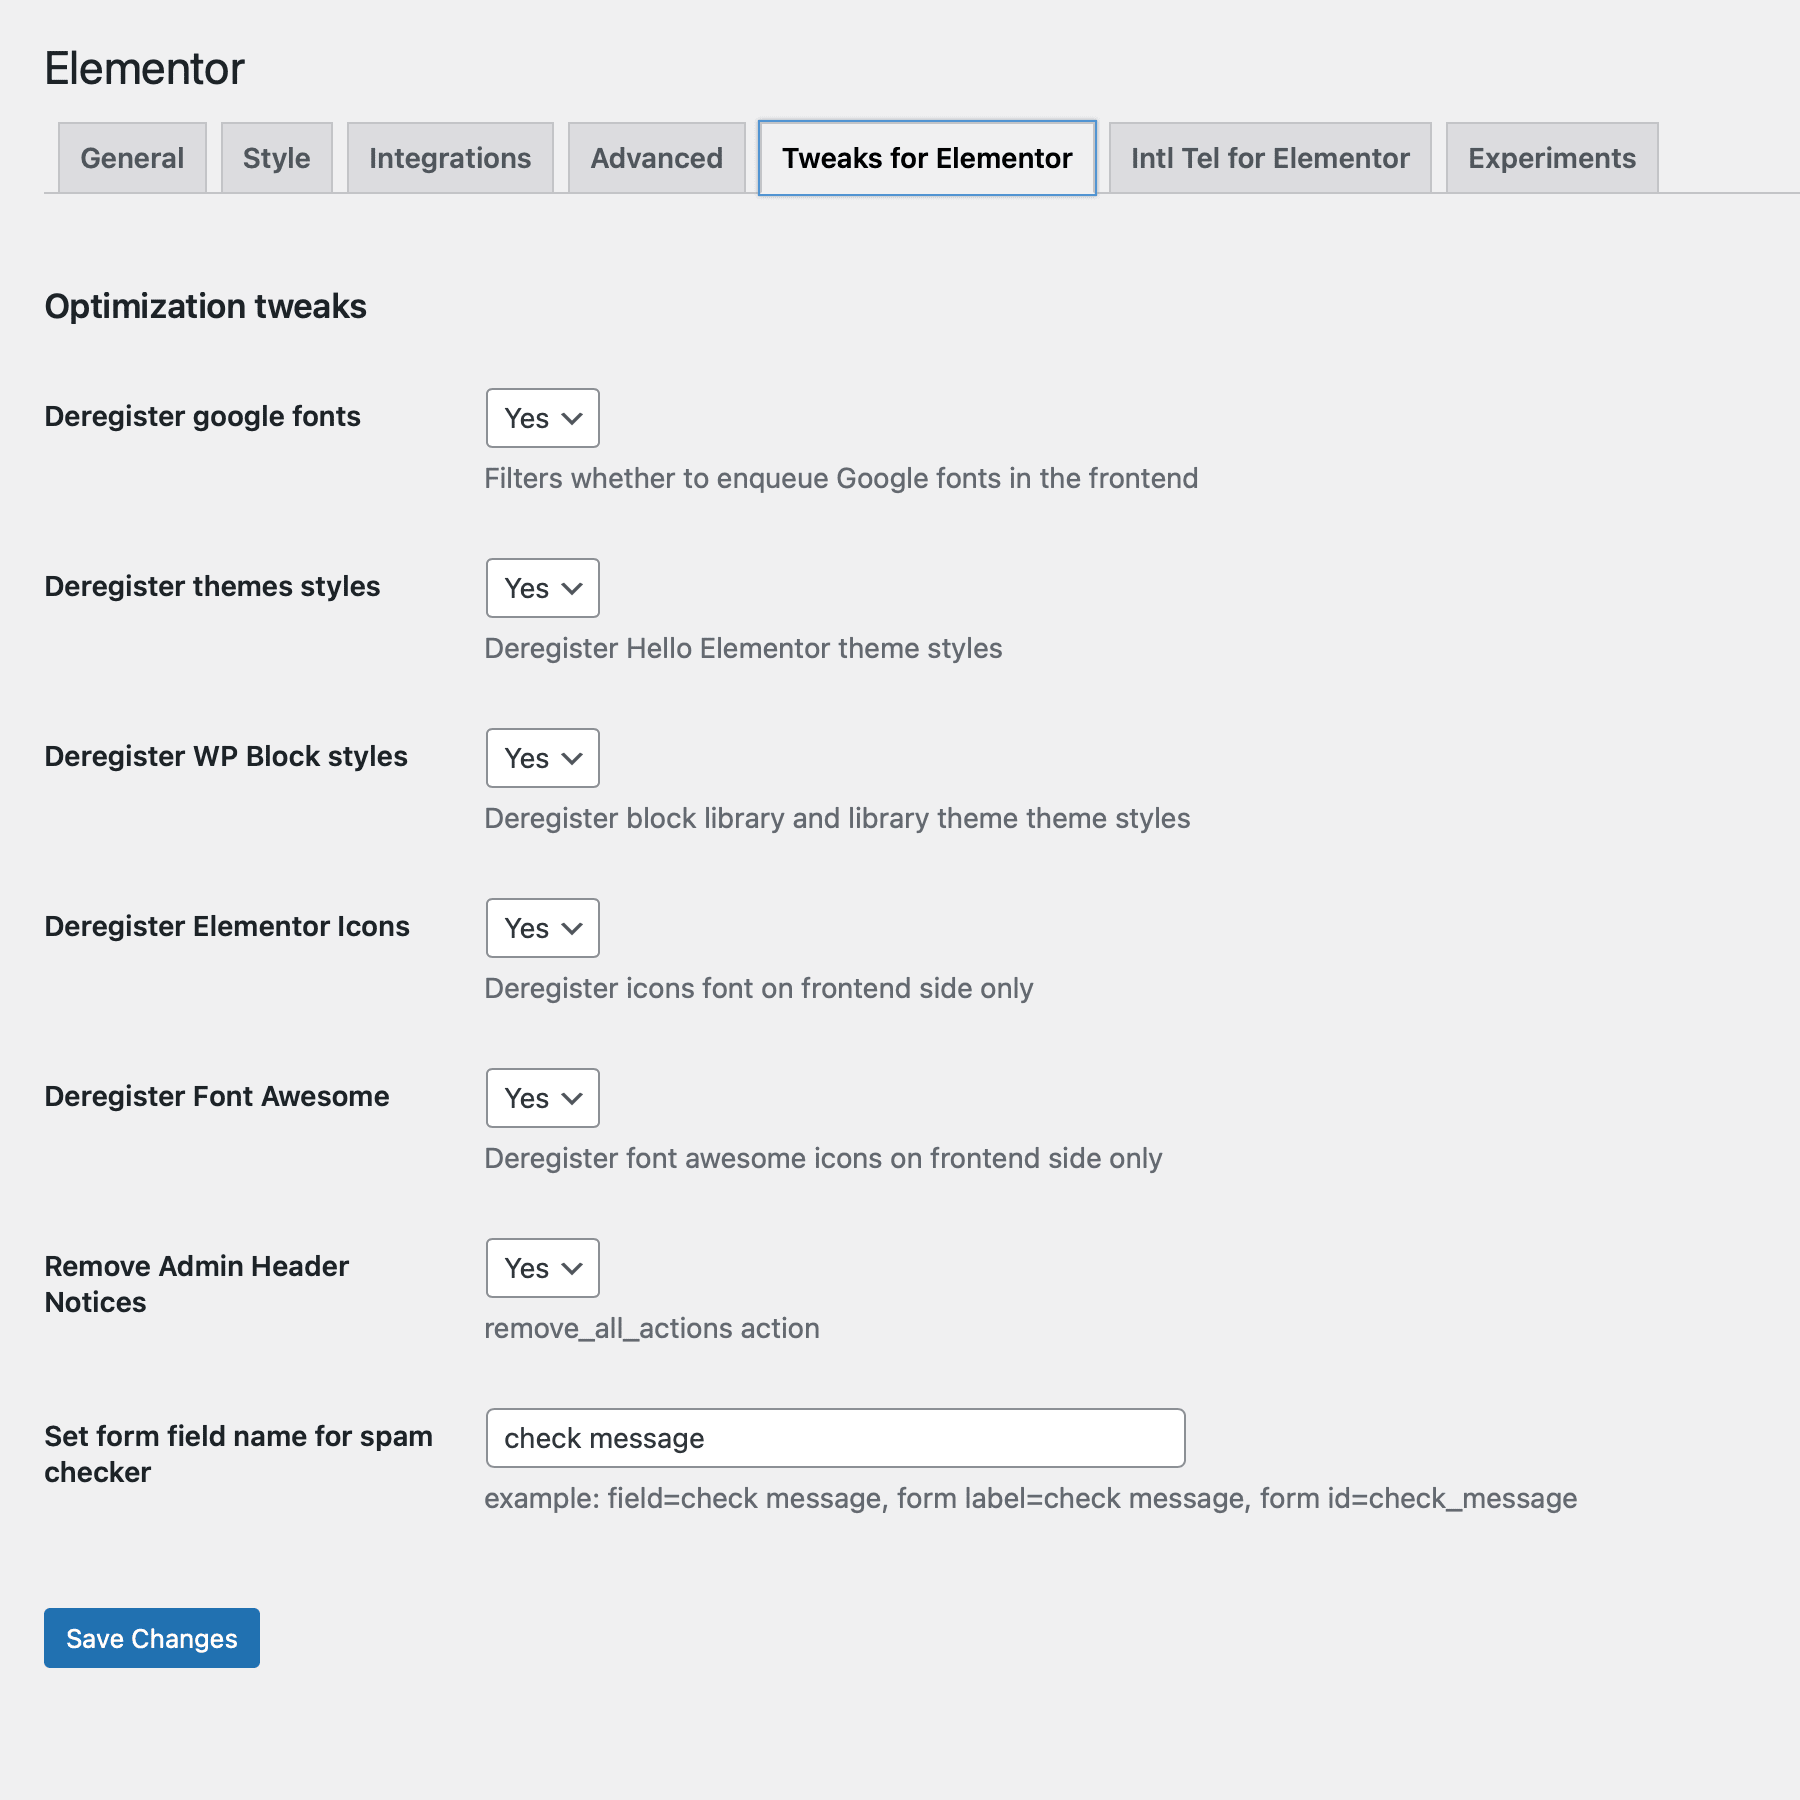 Elementor
General Style Integrations Advanced Tweaks for Elementor Intl Tel for Elementor Experiments
Optimization tweaks
Deregister google fonts Yes
Filters whether to enqueue Google fonts in the frontend
Deregister themes styles Yes
Deregister Hello Elementor theme styles
Deregister WP Block styles Yes
Deregister block library and library theme theme styles
Deregister Elementor Icons Yes
Deregister icons font on frontend side only
Deregister Font Awesome Yes
Deregister font awesome icons on frontend side only
Remove Admin Header
Notices
Yes
remove_all_actions action
Set form field name for spam
checker
check message
example: field=check message, form label=check message, form id=check_message
Save Changes